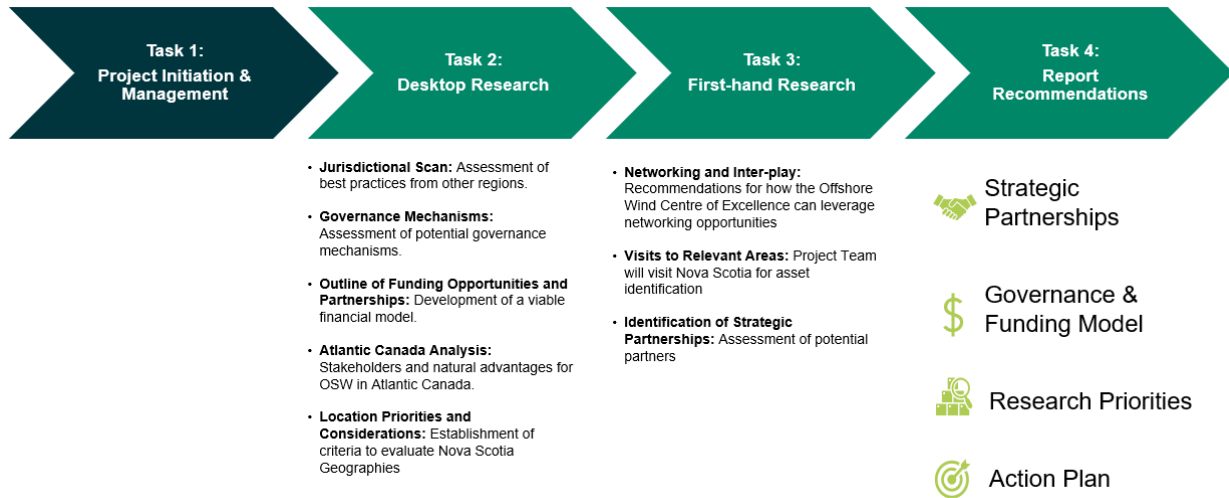 Task 1:
Project Initiation &
Management
Task 2:
Desktop Research
Task 3:
First-hand Research
Task 4:
Report
Recommendations
• Jurisdictional Scan: Assessment of
best practices from other regions.
• Governance Mechanisms:
Assessment of potential governance
mechanisms.
• Outline of Funding Opportunities and
Partnerships: Development of a viable
financial model.
• Atlantic Canada Analysis:
Stakeholders and natural advantages for
OSW in Atlantic Canada.
• Location Priorities and
Considerations: Establishment of
criteria to evaluate Nova Scotia
Geographies
• Networking and Inter-play:
Recommendations for how the Offshore
Wind Centre of Excellence can leverage
networking opportunities
• Visits to Relevant Areas: Project Team
will visit Nova Scotia for asset
identification
• Identification of Strategic
Partnerships: Assessment of potential
partners
Strategic
Partnerships
$
Governance &
Funding Model
Research Priorities
Action Plan